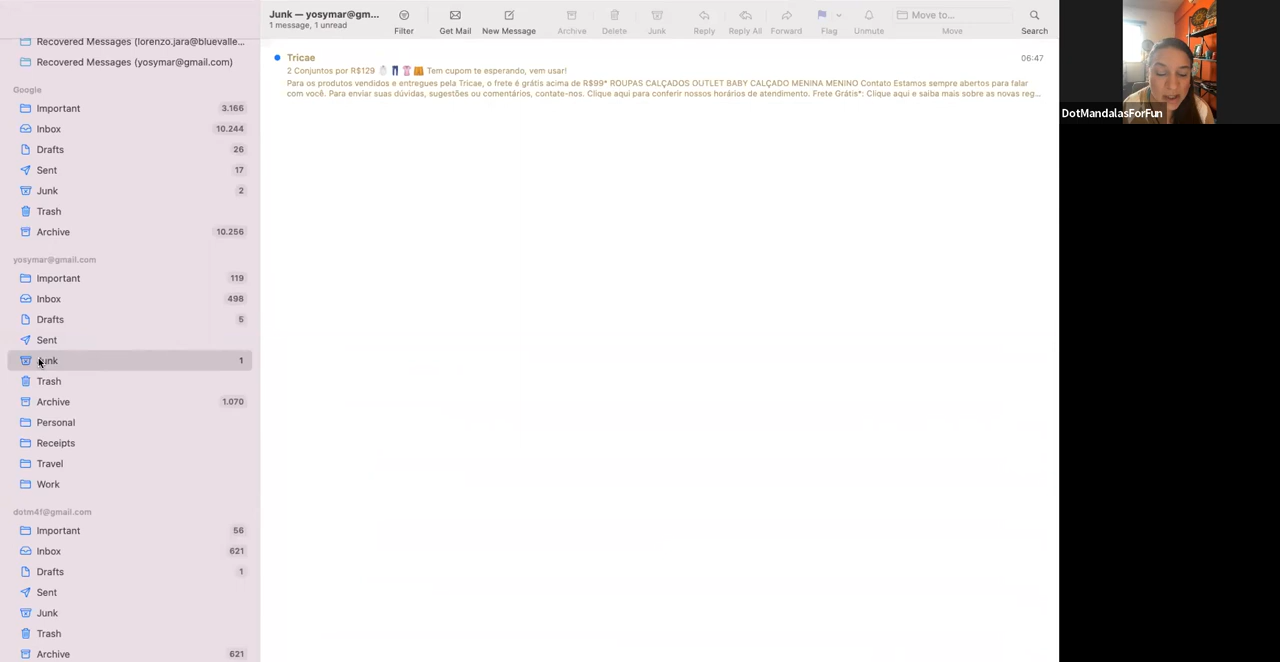 Recovered Messages (lorenzo.jara@bluevalle...
Recovered Messages (yosymar@gmail.com)
Google
Important 3.166
Inbox 10.244
Drafts 26
Sent 17
Junk 2
Trash
Archive 10.256
yosymar@gmail.com
Important 119
Inbox 498
Drafts 5
Sent
Junk 1
Trash
Archive 1.070
Personal
Receipts
Travel
Work
dotm4f@gmail.com
Important 56
Inbox 621
Drafts 1
Sent
Junk
Trash
Archive 621
Junk — yosymar@gm...
1 message, 1 unread
Filter Get Mail New Message Archive Delete Junk Reply Reply All Forward Flag Unmute Move to... Move Search
Tricae 06:47
2 Conjuntos por R$129 ☃️ 👖 👚 🩳 Tem cupom te esperando, vem usar!
Para os produtos vendidos e entregues pela Tricae, o frete é grátis acima de R$99* ROUPAS CALÇADOS OUTLET BABY CALÇADO MENINA MENINO Contato Estamos sempre abertos para falar
com você. Para enviar suas dúvidas, sugestões ou comentários, contate-nos. Clique aqui para conferir nossos horários de atendimento. Frete Grátis*: Clique aqui e saiba mais sobre as novas reg...
DotMandalasForFun